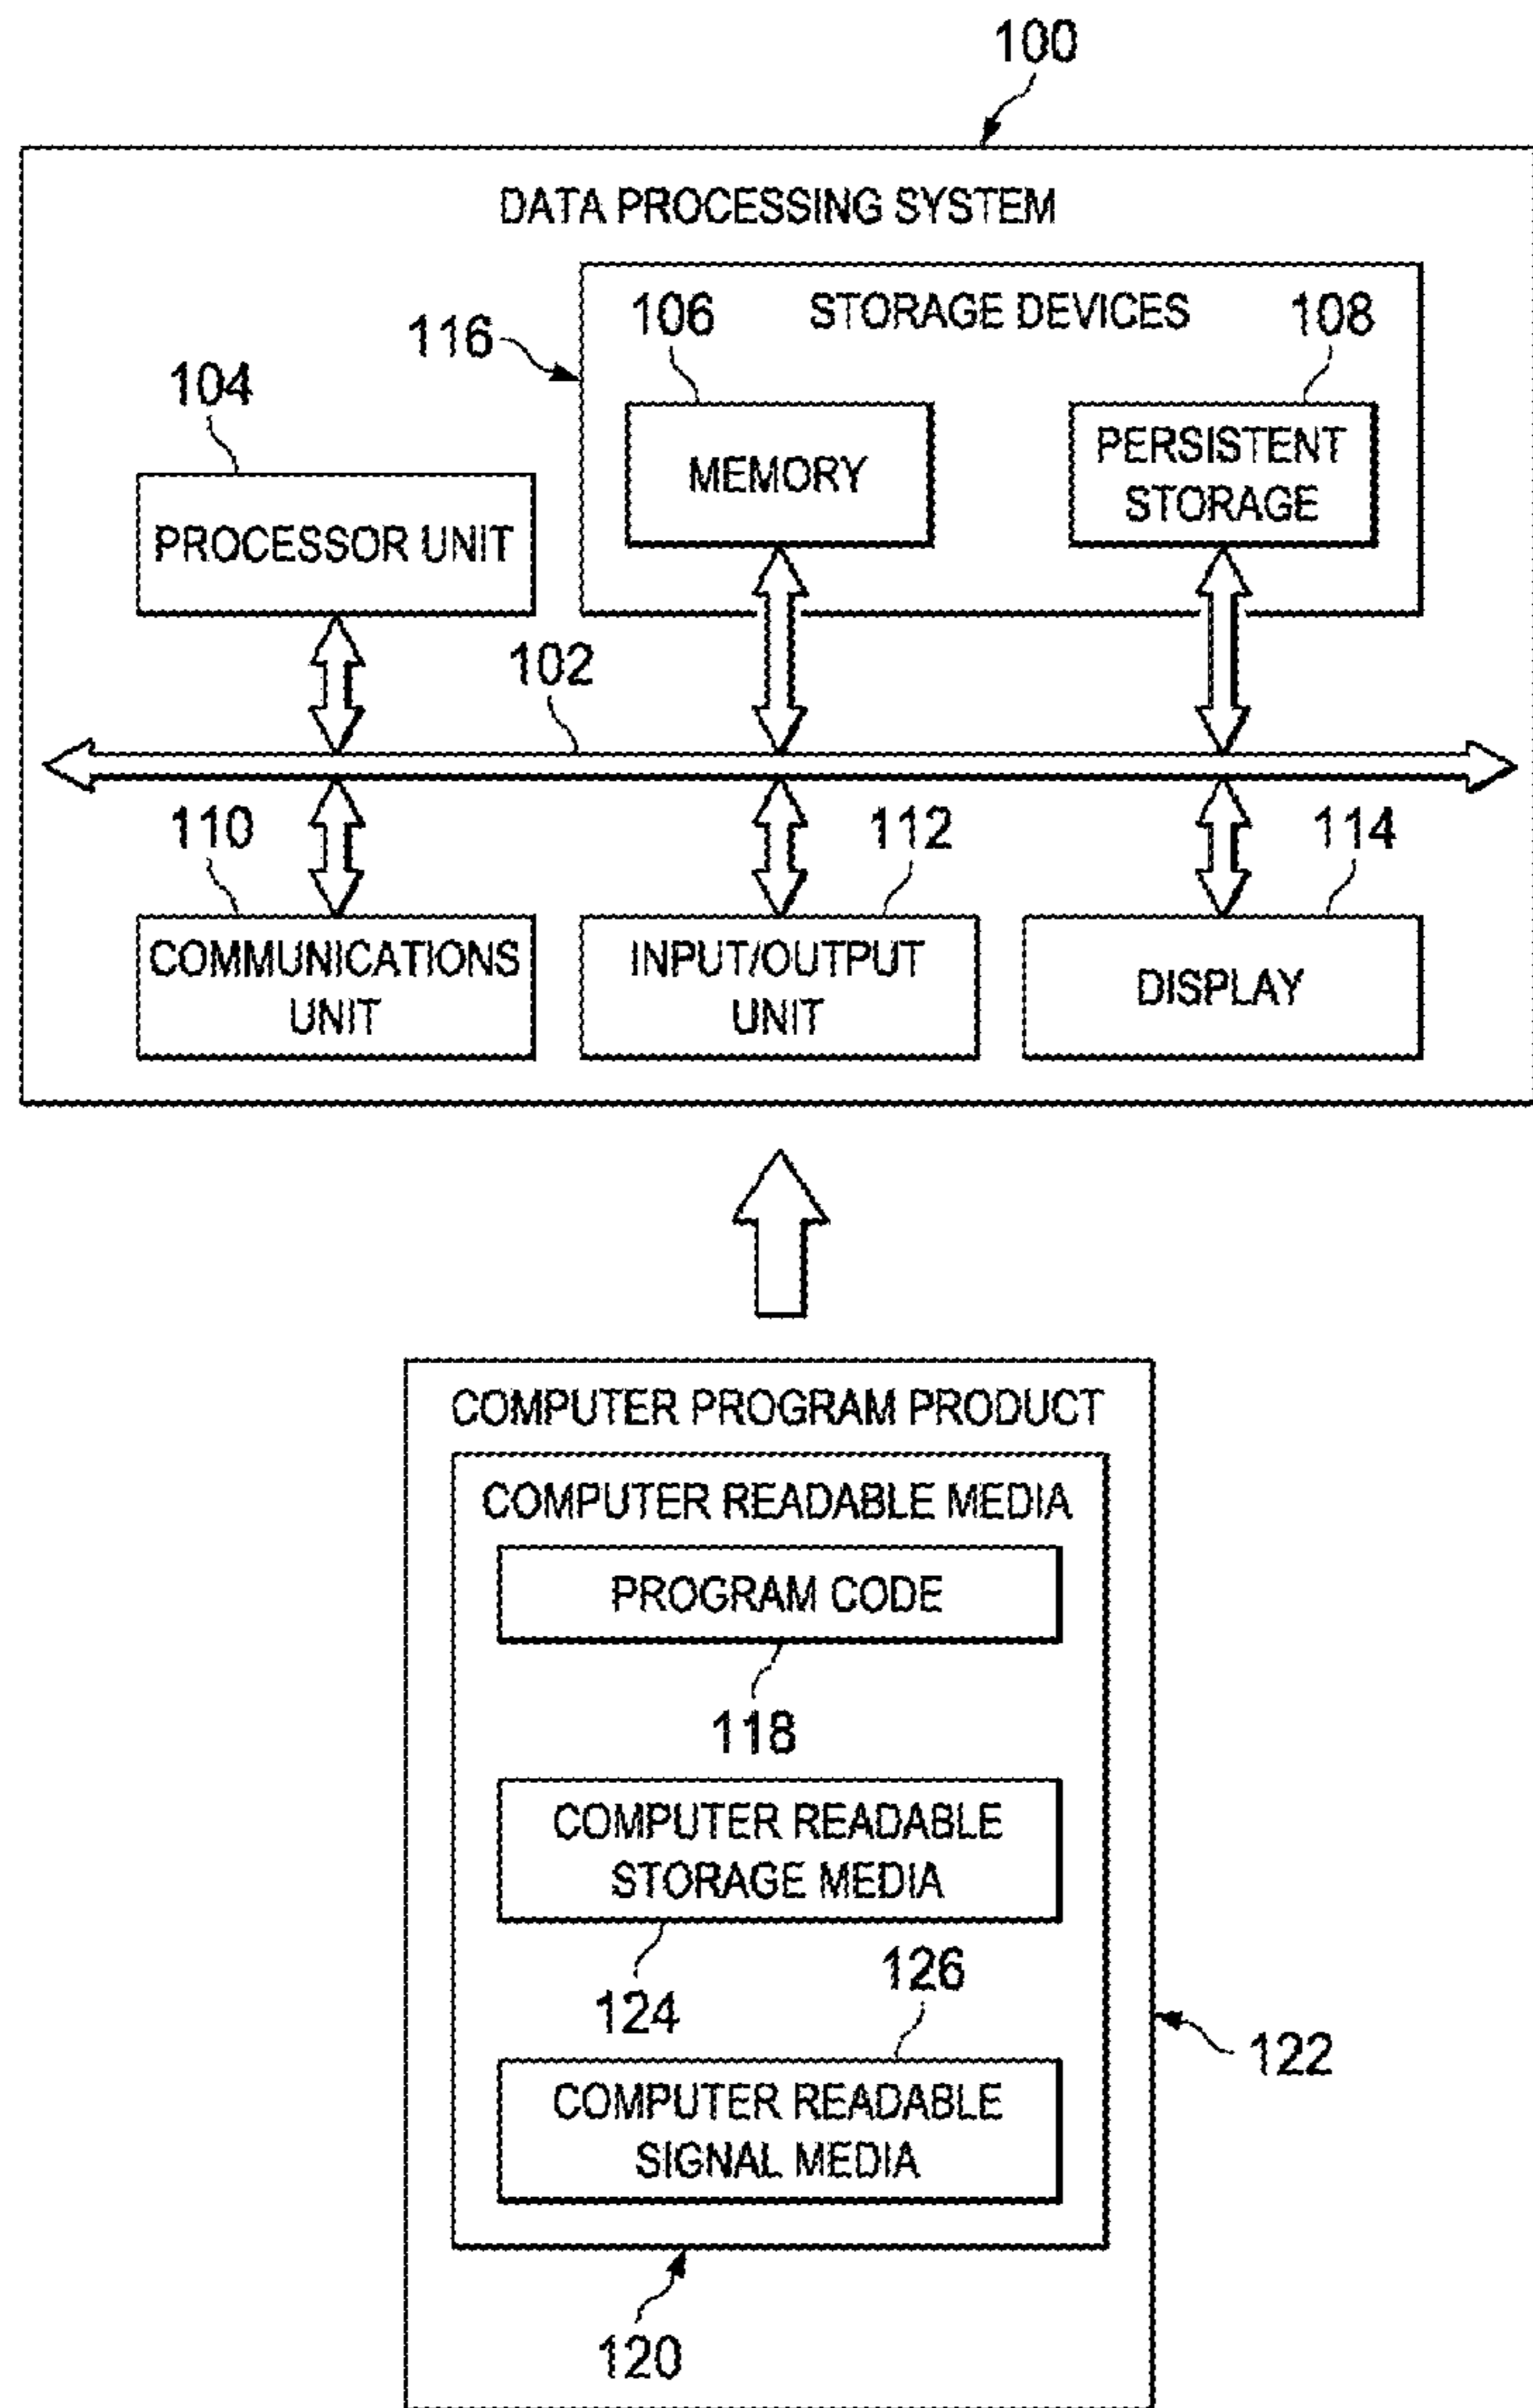 100
DATA PROCESSING SYSTEM
106
STORAGE DEVICES
108
116
104
MEMORY
PERSISTENT
STORAGE
PROCESSOR UNIT
102
110
112
114
COMMUNICATIONS
UNIT
INPUT/OUTPUT
UNIT
DISPLAY
COMPUTER PROGRAM PRODUCT
COMPUTER READABLE MEDIA
PROGRAM CODE
118
COMPUTER READABLE
STORAGE MEDIA
124
126
122
COMPUTER READABLE
SIGNAL MEDIA
120